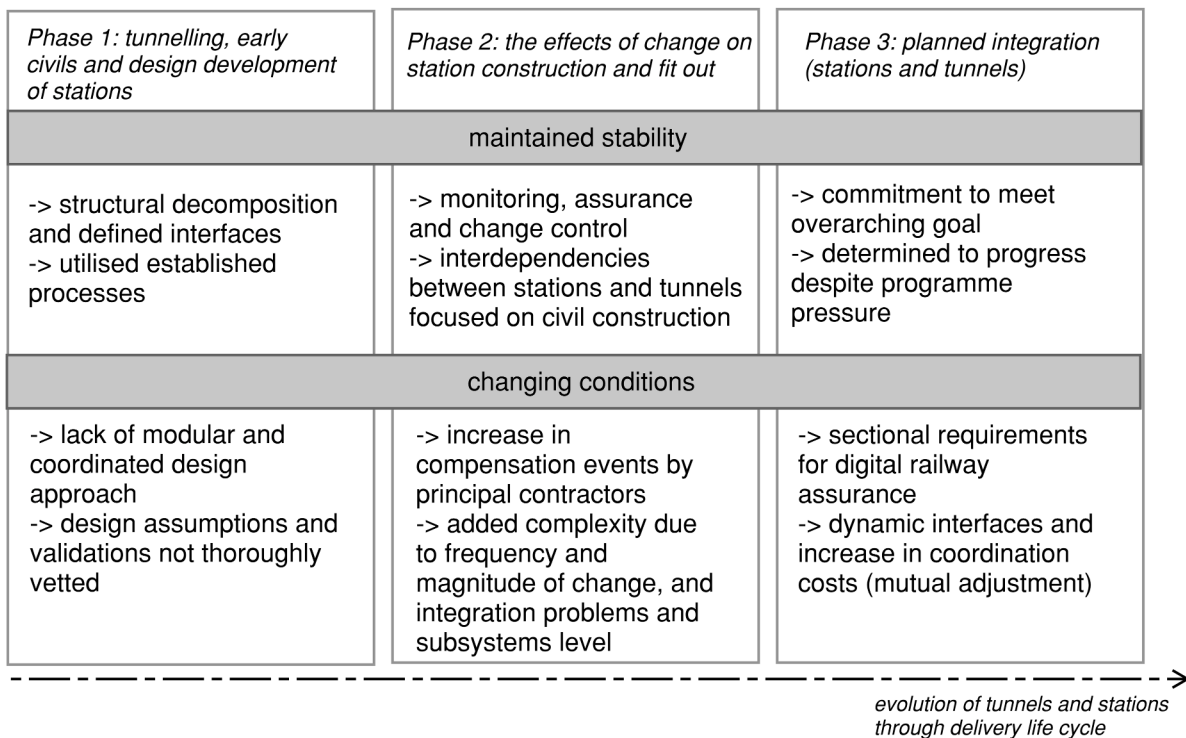 Phase 1: tunnelling, early
civils and design development
of stations
Phase 2: the effects of change on
station construction and fit out
Phase 3: planned integration
(stations and tunnels)
maintained stability
-> structural decomposition
and defined interfaces
-> utilised established
processes
-> monitoring, assurance
and change control
-> interdependencies
between stations and tunnels
focused on civil construction
-> commitment to meet
overarching goal
-> determined to progress
despite programme
pressure
changing conditions
-> lack of modular and
coordinated design
approach
-> design assumptions and
validations not thoroughly
vetted
-> increase in
compensation events by
principal contractors
-> added complexity due
to frequency and
magnitude of change, and
integration problems and
subsystems level
-> sectional requirements
for digital railway
assurance
-> dynamic interfaces and
increase in coordination
costs (mutual adjustment)
evolution of tunnels and stations
through delivery life cycle